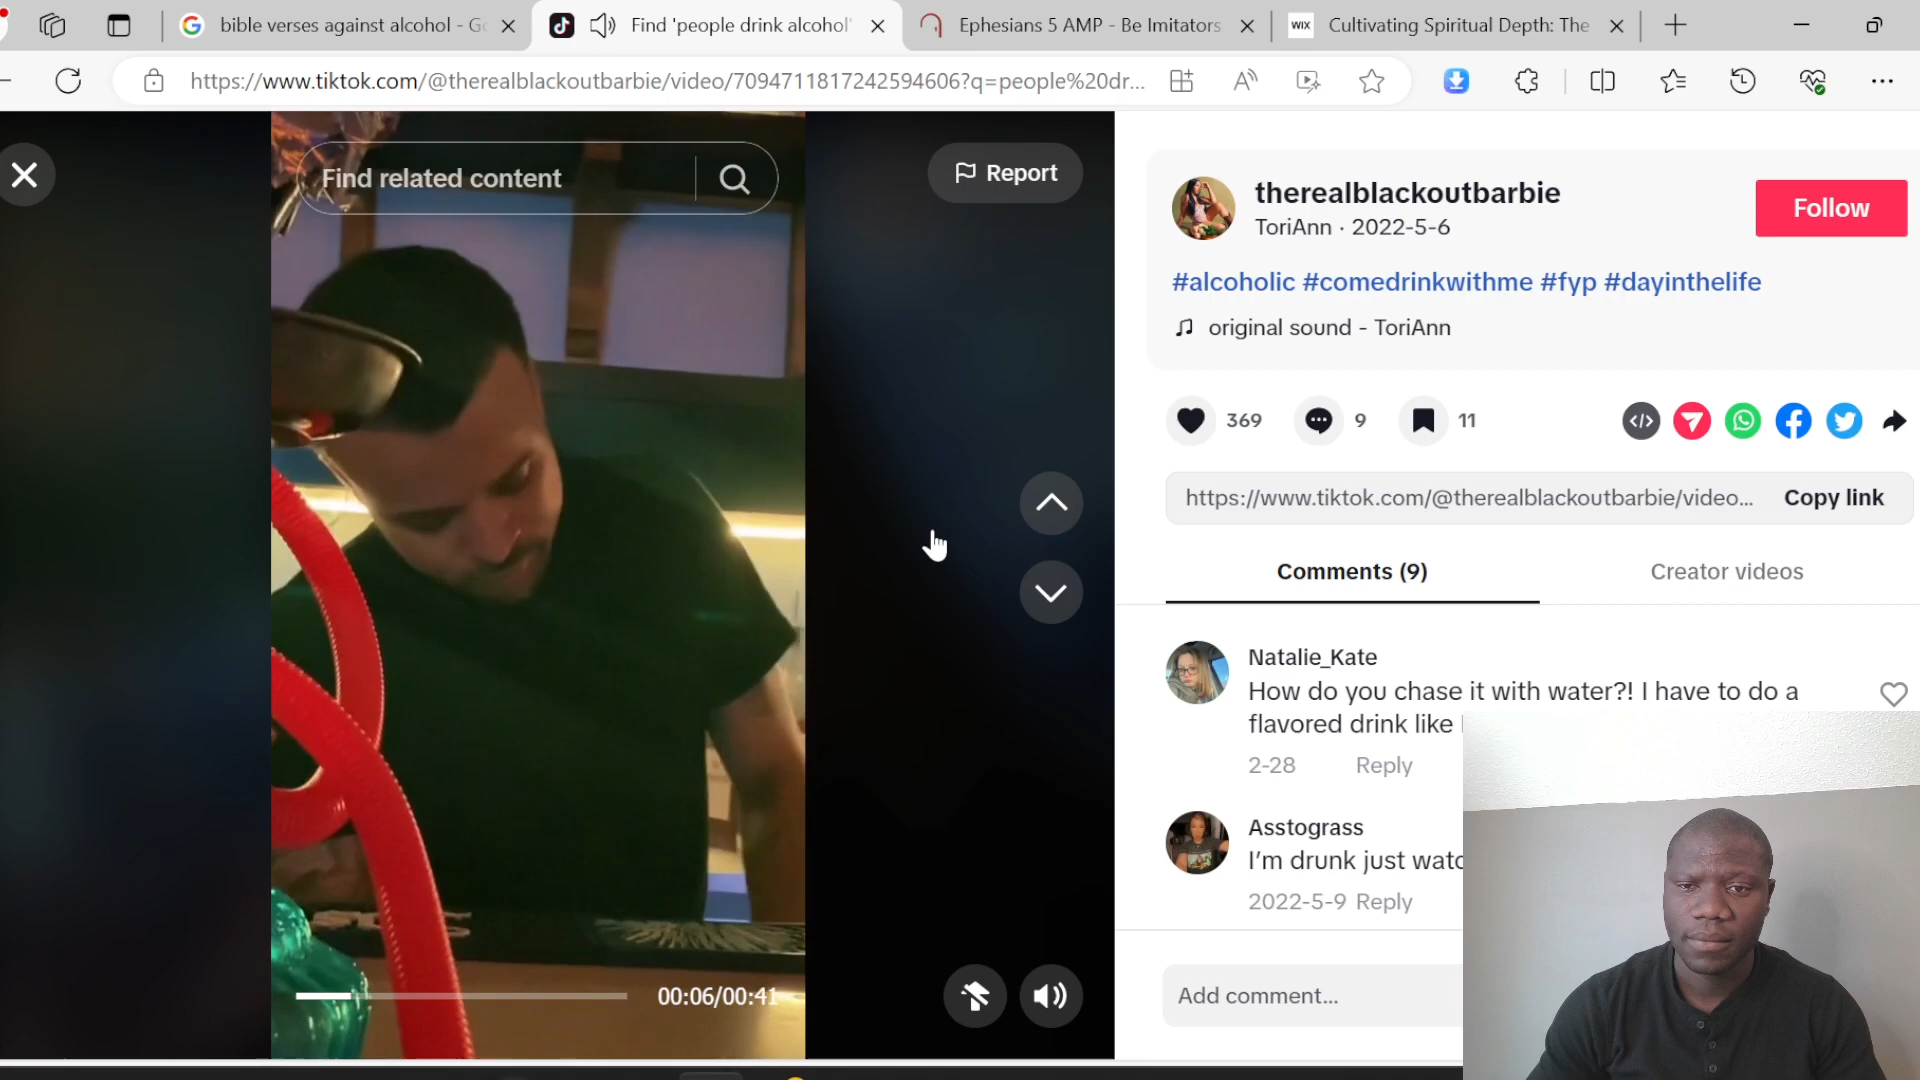 bible verses against alcohol - G
Find 'people drink alcohol'
Ephesians 5 AMP - Be Imitators
WIX
Cultivating Spiritual Depth: The
https://www.tiktok.com/@therealblackoutbarbie/video/7094711817242594606?q=people%20dr...
Find related content
Report
therealblackoutbarbie
ToriAnn · 2022-5-6
Follow
#alcoholic #comedrinkwithme #fyp #dayinthelife
original sound - ToriAnn
369
9
11
https://www.tiktok.com/@therealblackoutbarbie/video...
Copy link
Comments (9)
Creator videos
Natalie_Kate
How do you chase it with water?! I have to do a
flavored drink like
2-28
Reply
Asstograss
I'm drunk just
2022-5-9 Reply
00:06/00:41
Add comment...